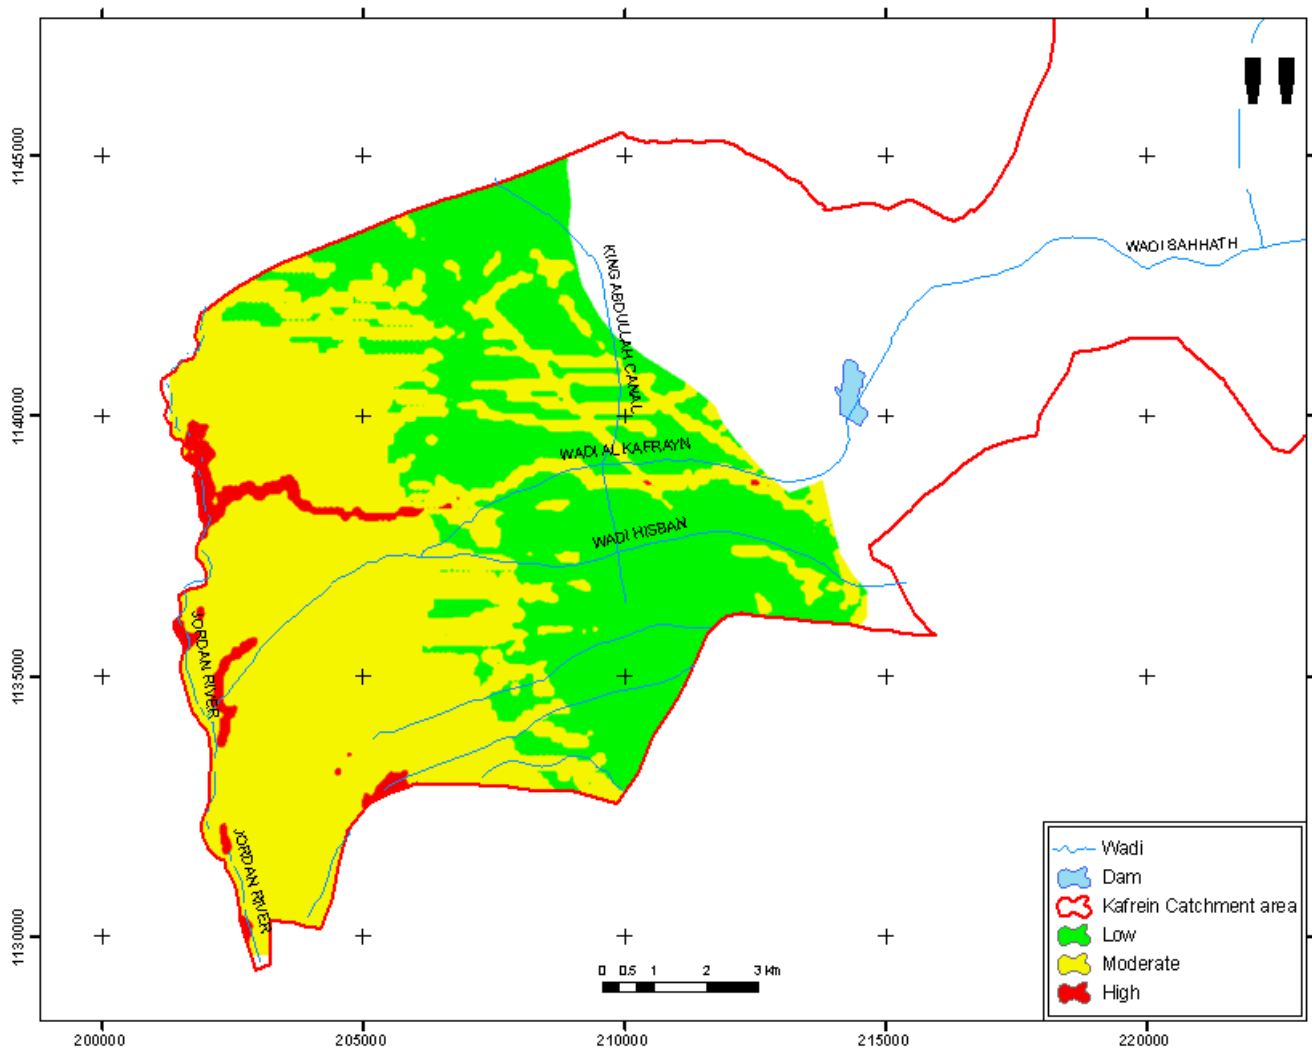 1145000
1140000
1135000
1130000
200000
205000
210000
215000
220000
WADI SAHHATH
KING ABDULLAH CANAL
WADI AL KAFRAYN
WADI HISBAN
JORDAN RIVER
JORDAN RIVER
0 0.5 1 2 3 km
Wadi
Dam
Kafrein Catchment area
Low
Moderate
High